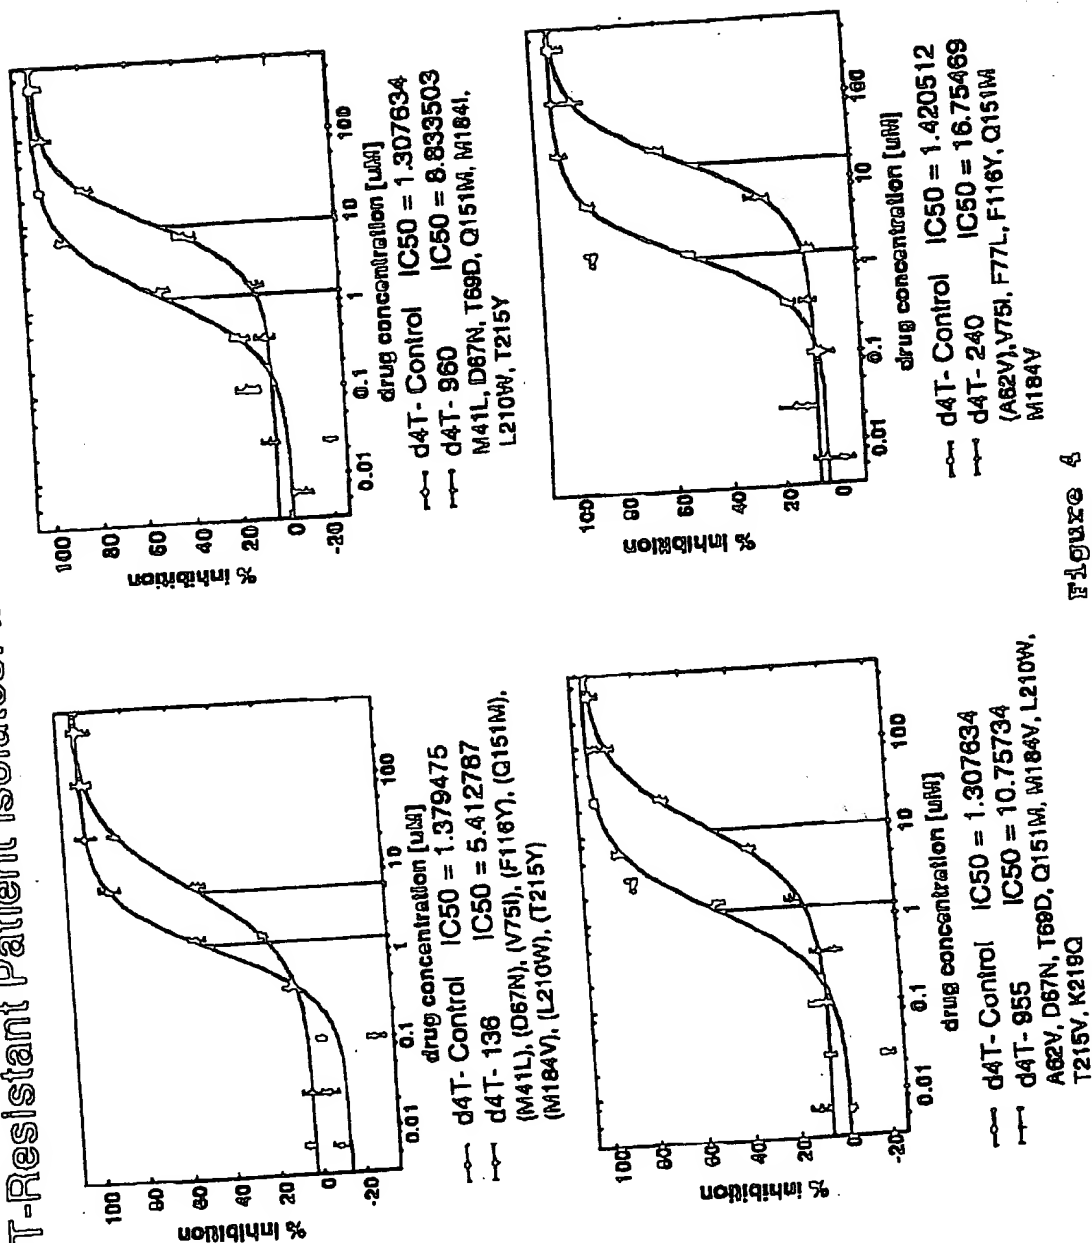 T-Resistant Patient
% inhibition
100
80
60
40
20
0
-20
0.01
0.1
1
10
100
drug concentration [uM]
d4T- Control IC50 = 1.379475
d4T- 136 IC50 = 5.412787
(M41L), (D67N), (V75I), (F116Y), (Q151M),
(M184V), (L210W), (T215Y)
% inhibition
100
80
60
40
20
0
-20
0.01
0.1
1
10
100
drug concentration [uM]
d4T- Control IC50 = 1.307634
d4T- 960 IC50 = 8.833503
M41L, D67N, T69D, Q151M, M184I,
L210W, T215Y
% inhibition
100
80
60
40
20
0
-20
0.01
0.1
1
10
100
drug concentration [uM]
d4T- Control IC50 = 1.307634
d4T- 955 IC50 = 10.75734
A62V, D67N, T69D, Q151M, M184V, L210W,
T215V, K219Q
% inhibition
100
80
60
40
20
0
0.01
0.1
1
10
100
drug concentration [uM]
d4T- Control IC50 = 1.420512
d4T- 240 IC50 = 16.75469
(A62V),V75I, F77L, F116Y, Q151M
M184V
Figure 4